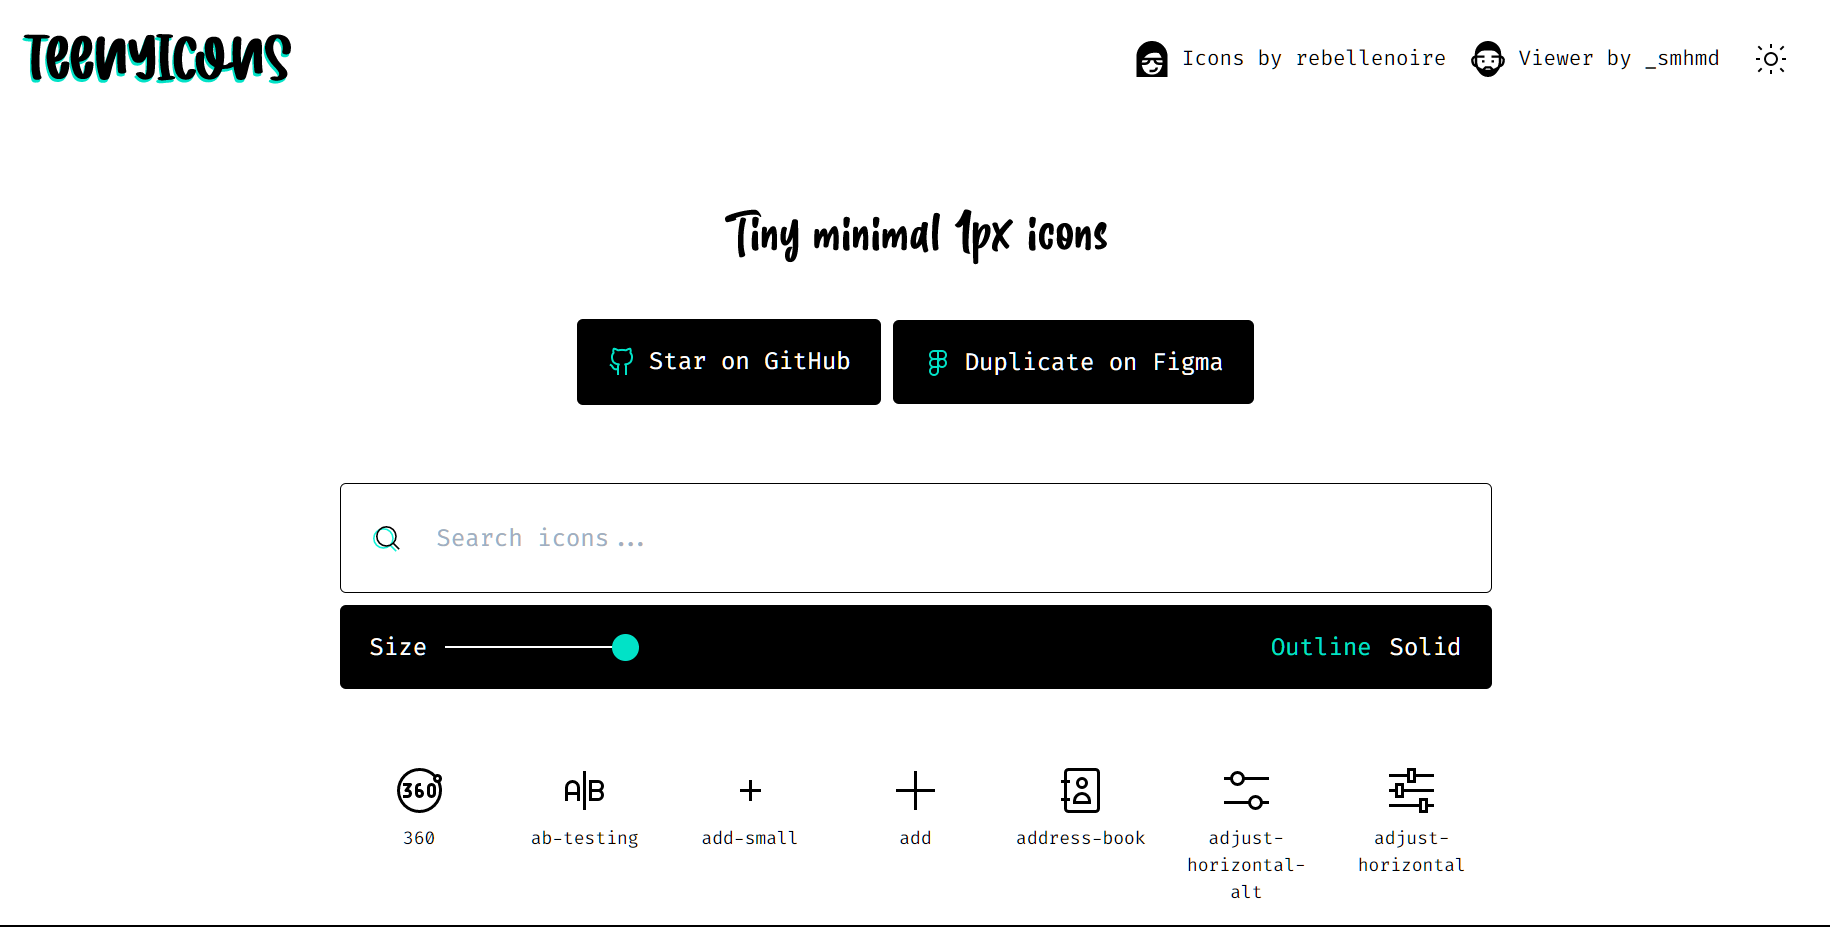 TeenyIcons
Icons by rebellenoire
Viewer by _smhmd
Tiny minimal 1px icons
Star on GitHub
Duplicate on Figma
Search icons...
Size
Outline Solid
360
A|B
360
ab-testing
add-small
add
address-book
adjust-
horizontal-
alt
adjust-
horizontal